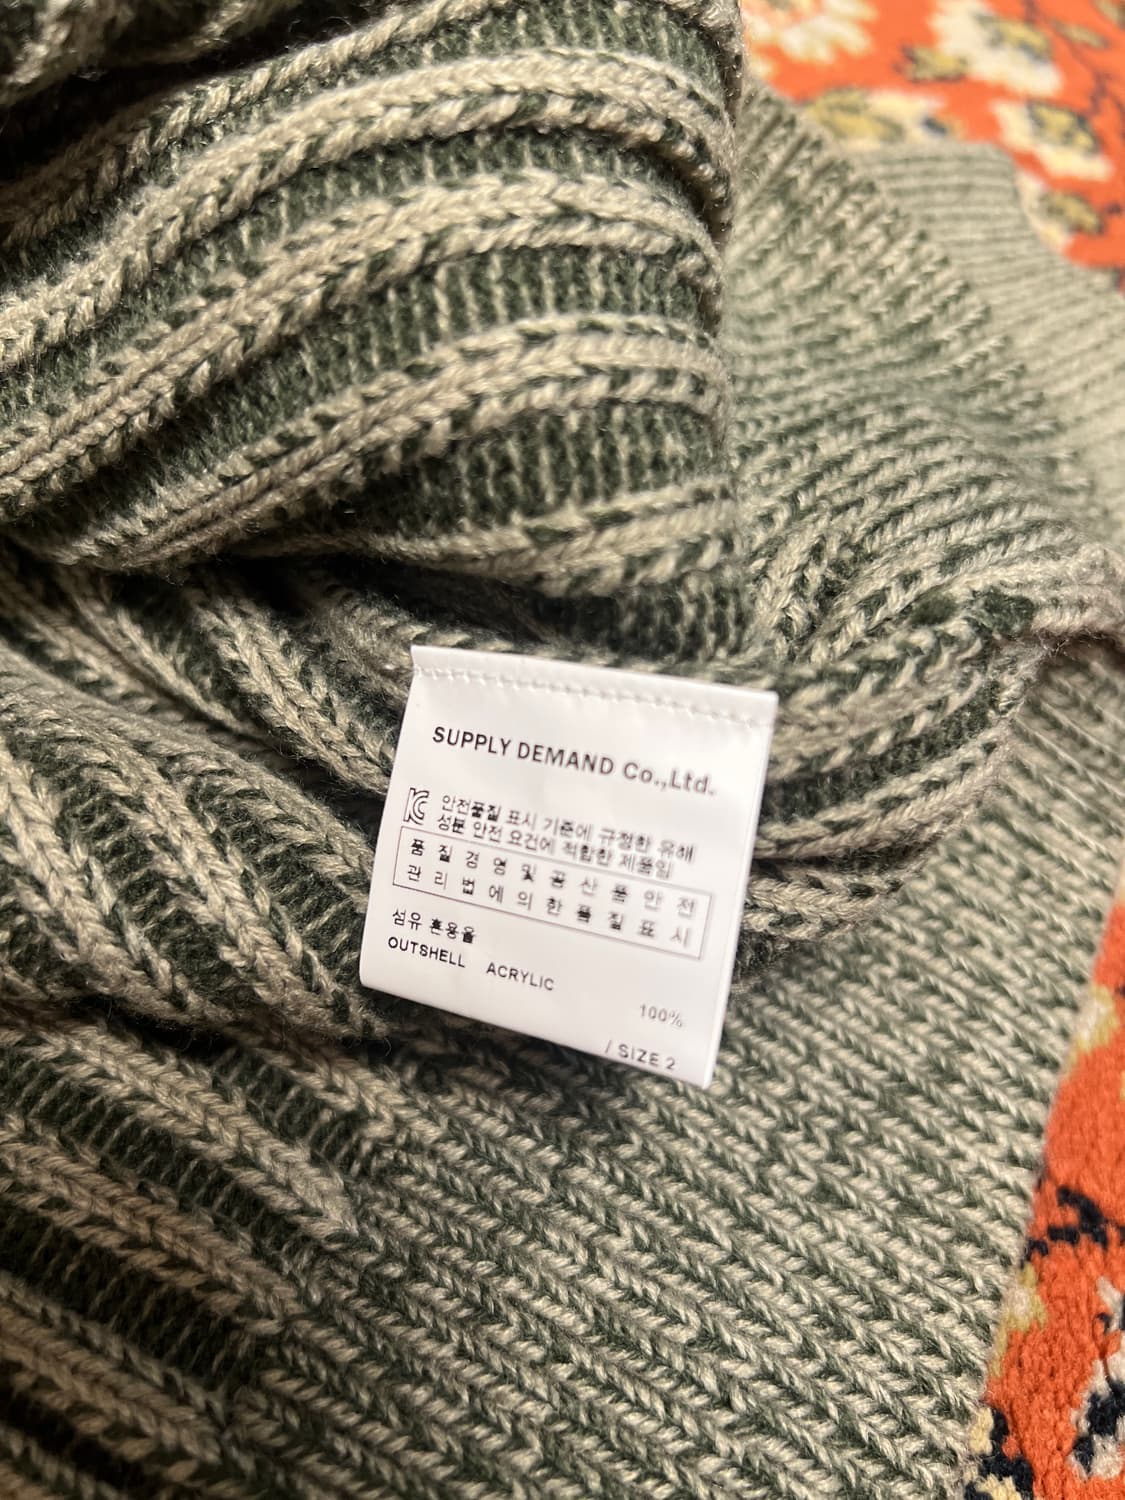 SUPPLY DEMAND Co.,Ltd.
KC 안전품질 표시 기준에 규정한 유해
성분 안전 요건에 적합한 제품임
품 질 경 영 및 공 산 품 안 전
관 리 법 에 의 한 품 질 표 시
섬유 혼용율
OUTSHELL ACRYLIC
100%
/ SIZE 2